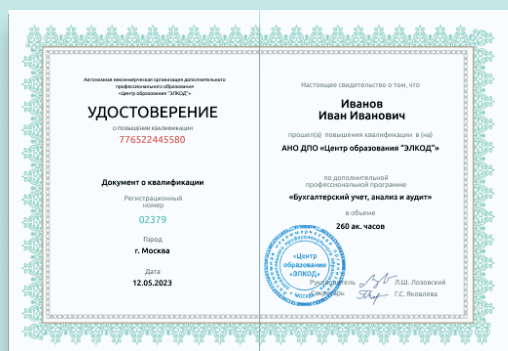 Автономная некоммерческая организация дополнительного
профессионального образования
«Центр образования "ЭЛКОД"»
УДОСТОВЕРЕНИЕ
О ПОВЫШЕНИИ КВАЛИФИКАЦИИ
776522445580
Документ о квалификации
Регистрационный
номер
02379
Город
г. Москва
Дата
12.05.2023
Настоящее свидетельство о том, что
Иванов
Иван Иванович
прошел(а) повышения квалификации в (на)
АНО ДПО «Центр образования "ЭЛКОД"»
по дополнительной
профессиональной программе
«Бухгалтерский учет, анализ и аудит»
в объеме
260 ак. часов
«Центр
образования
«ЭЛКОД»
МОСКВА
Руководитель
Л.Ш. Лозовский
Секретарь
Г.С. Яковлева